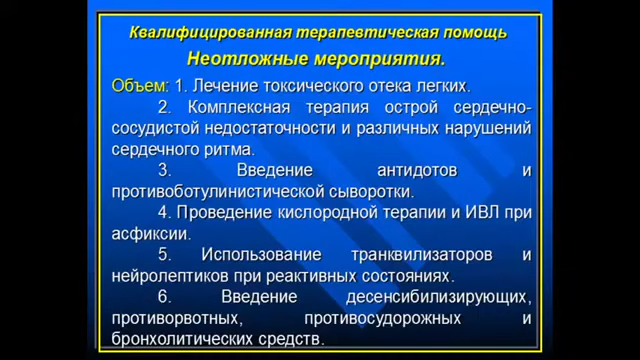 Квалифицированная терапевтическая помощь
Неотложные мероприятия.
Объем: 1. Лечение токсического отека легких.
2. Комплексная терапия острой сердечно-
сосудистой недостаточности и различных нарушений
сердечного ритма.
3. Введение антидотов и
противоботулинистической сыворотки.
4. Проведение кислородной терапии и ИВЛ при
асфиксии.
5. Использование транквилизаторов и
нейролептиков при реактивных состояниях.
6. Введение десенсибилизирующих,
противорвотных, противосудорожных и
бронхолитических средств.